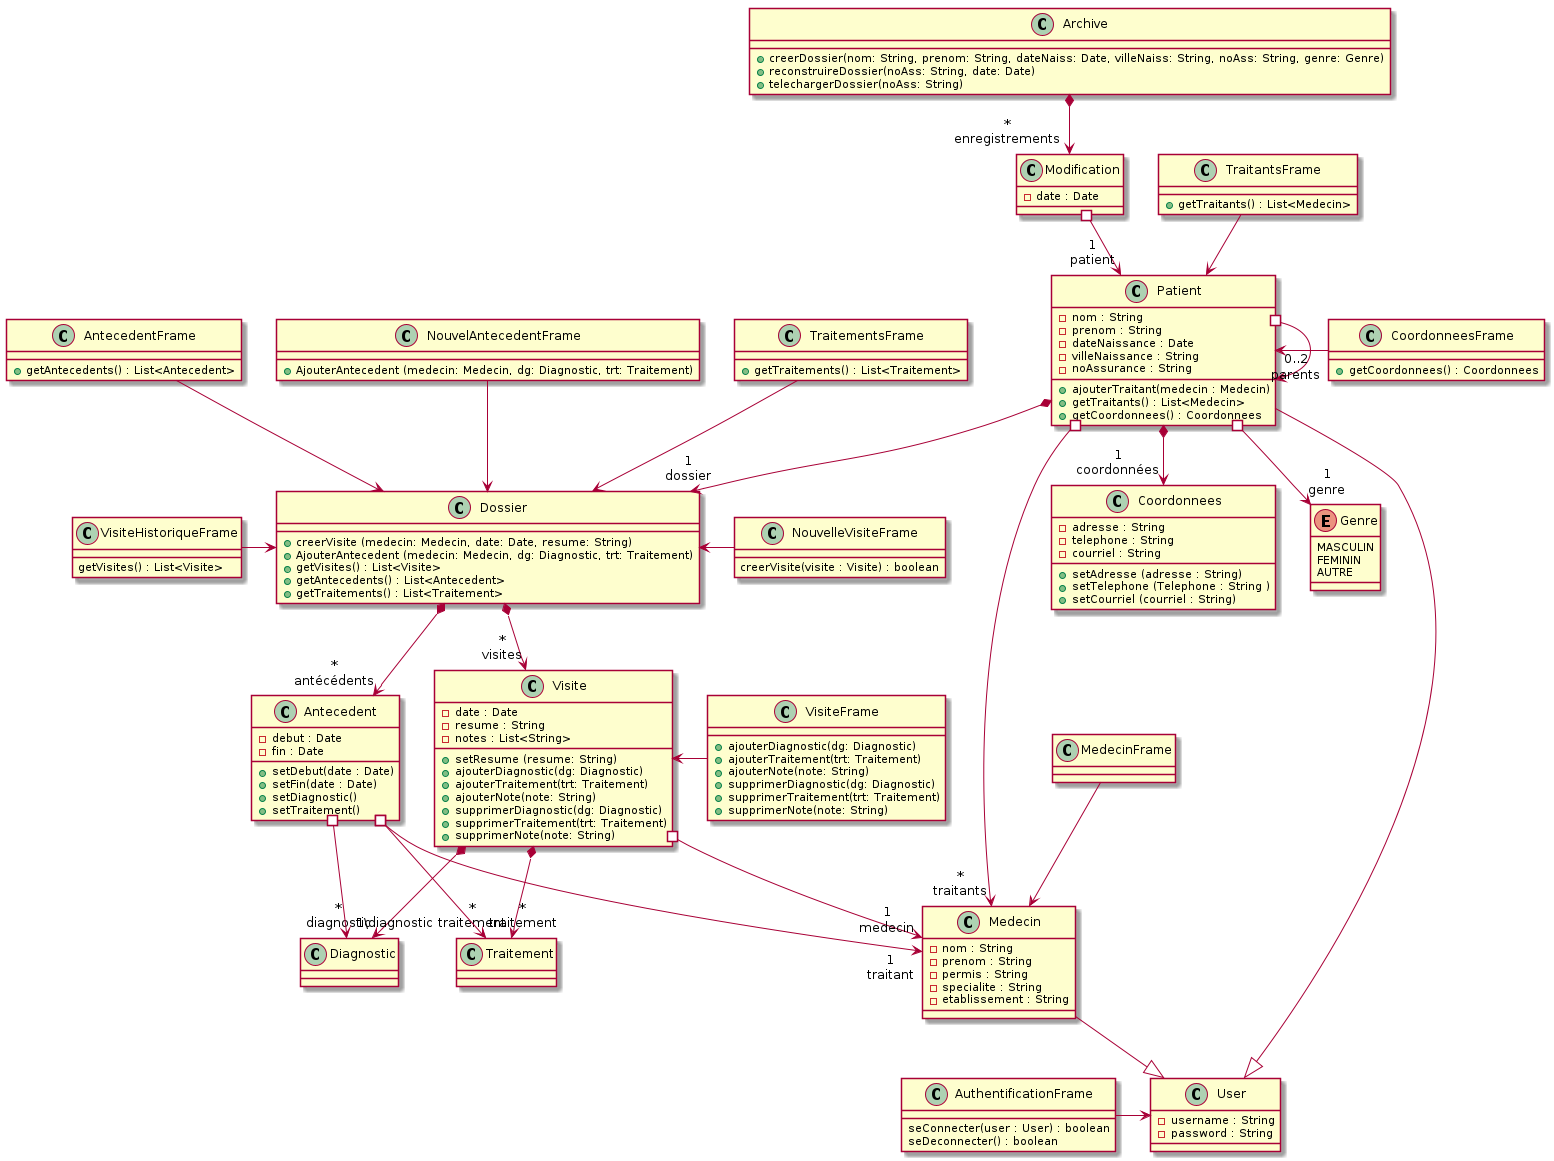 Archive
creerDossier(nom: String, prenom: String, dateNaiss: Date, villeNaiss: String, noAss: String, genre: Genre)
reconstruireDossier(noAss: String, date: Date)
telechargerDossier(noAss: String)
*
enregistrements
Modification
date : Date
TraitantsFrame
getTraitants() : List<Medecin>
1
patient
Patient
nom : String
prenom : String
dateNaissance : Date
villeNaissance : String
noAssurance : String
ajouterTraitant(medecin : Medecin)
getTraitants() : List<Medecin>
getCoordonnees() : Coordonnees
0..2
parents
CoordonneesFrame
getCoordonnees() : Coordonnees
AntecedentFrame
getAntecedents() : List<Antecedent>
NouvelAntecedentFrame
AjouterAntecedent (medecin: Medecin, dg: Diagnostic, trt: Traitement)
TraitementsFrame
getTraitements() : List<Traitement>
1
dossier
1
coordonnées
1
genre
VisiteHistoriqueFrame
getVisites() : List<Visite>
Dossier
creerVisite (medecin: Medecin, date: Date, resume: String)
AjouterAntecedent (medecin: Medecin, dg: Diagnostic, trt: Traitement)
getVisites() : List<Visite>
getAntecedents() : List<Antecedent>
getTraitements() : List<Traitement>
NouvelleVisiteFrame
creerVisite(visite : Visite) : boolean
Coordonnees
adresse : String
telephone : String
courriel : String
setAdresse (adresse : String)
setTelephone (Telephone : String )
setCourriel (courriel : String)
Genre
MASCULIN
FEMININ
AUTRE
*
antécédents
*
visites
Antecedent
debut : Date
fin : Date
setDebut(date : Date)
setFin(date : Date)
setDiagnostic()
setTraitement()
Visite
date : Date
resume : String
notes : List<String>
setResume (resume: String)
ajouterDiagnostic(dg: Diagnostic)
ajouterTraitement(trt: Traitement)
ajouterNote(note: String)
supprimerDiagnostic(dg: Diagnostic)
supprimerTraitement(trt: Traitement)
supprimerNote(note: String)
VisiteFrame
ajouterDiagnostic(dg: Diagnostic)
ajouterTraitement(trt: Traitement)
ajouterNote(note: String)
supprimerDiagnostic(dg: Diagnostic)
supprimerTraitement(trt: Traitement)
supprimerNote(note: String)
MedecinFrame
*
diagnostic
diagnostic
*
traitement
*
traitement
1
medecin
1
traitant
*
traitants
Diagnostic
Traitement
Medecin
nom : String
prenom : String
permis : String
specialite : String
etablissement : String
AuthentificationFrame
seConnecter(user : User) : boolean
seDeconnecter() : boolean
User
username : String
password : String